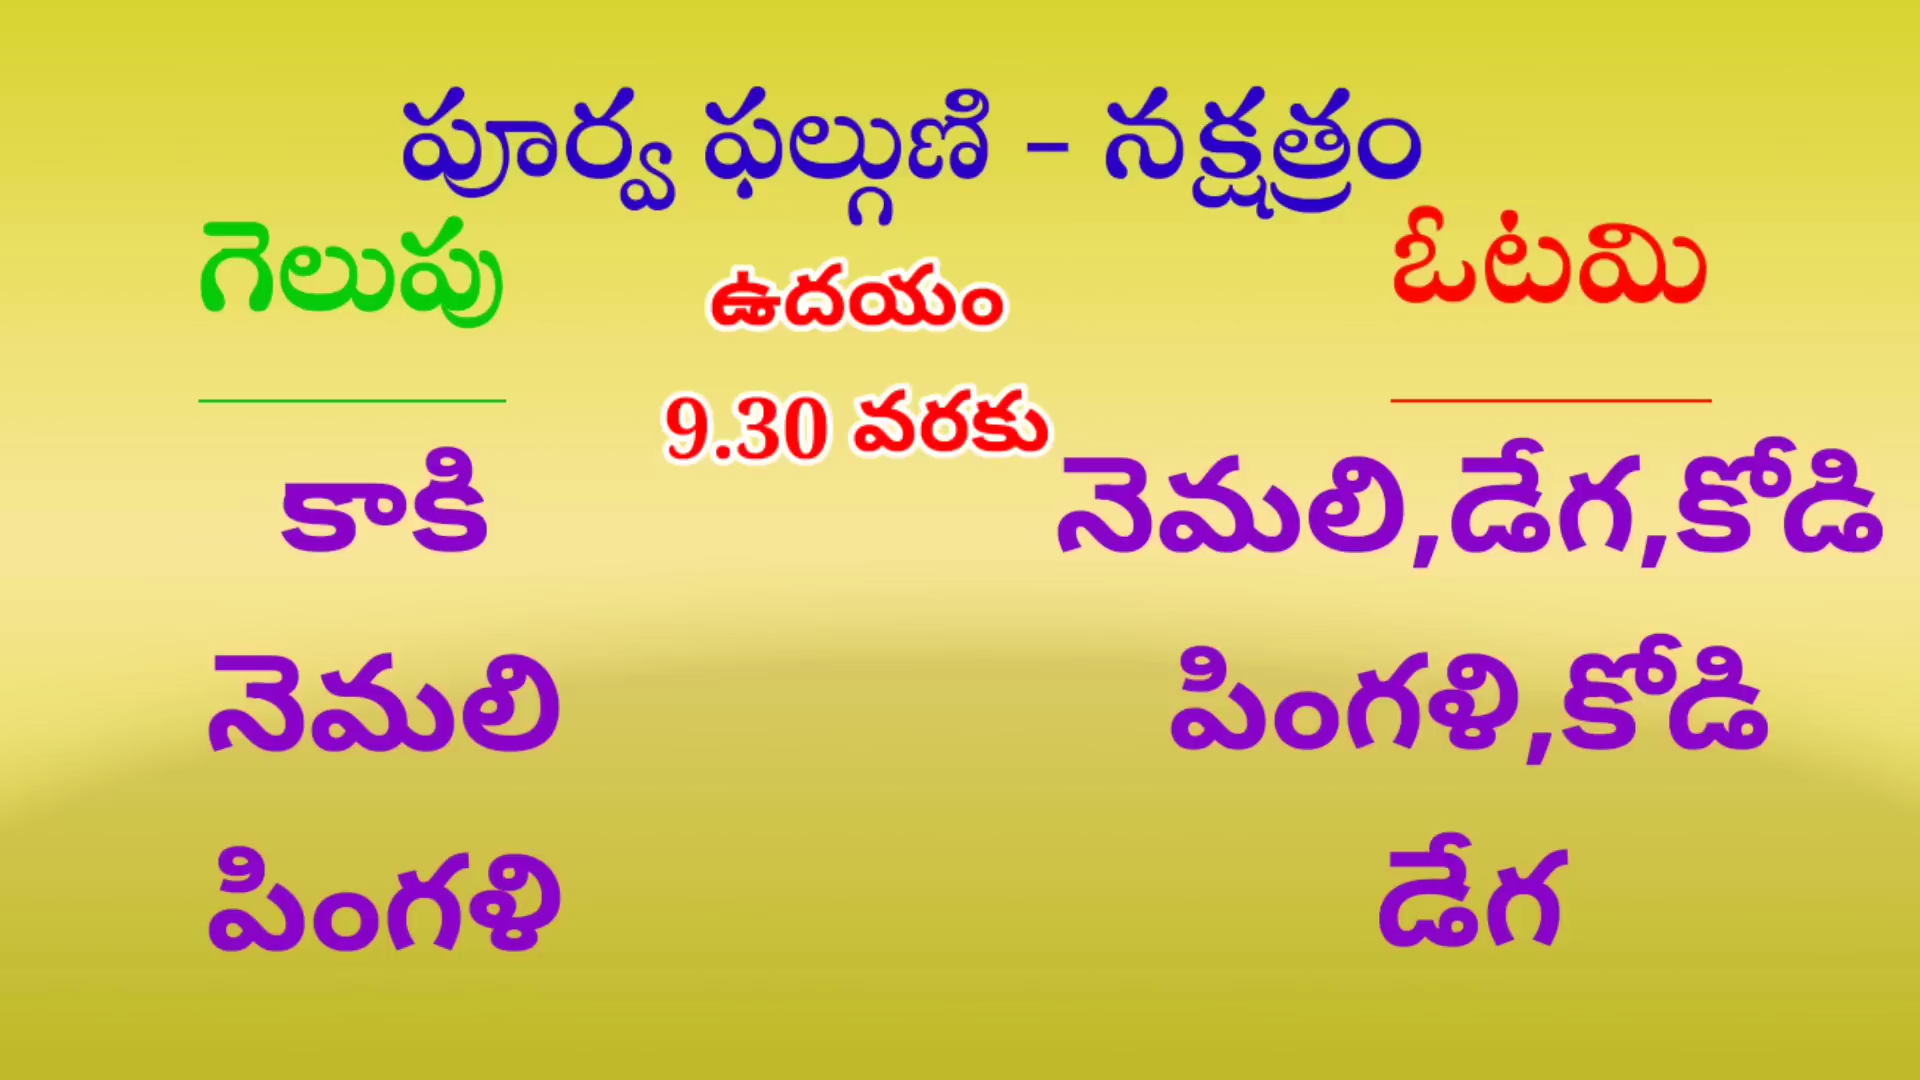 పూర్వ ఫల్గుణి - నక్షత్రం
గెలుపు
ఉదయం
ఓటమి
9.30 వరకు
కాకి
నెమలి,డేగ,కోడి
నెమలి
పింగళి,కోడి
పింగళి
డేగ